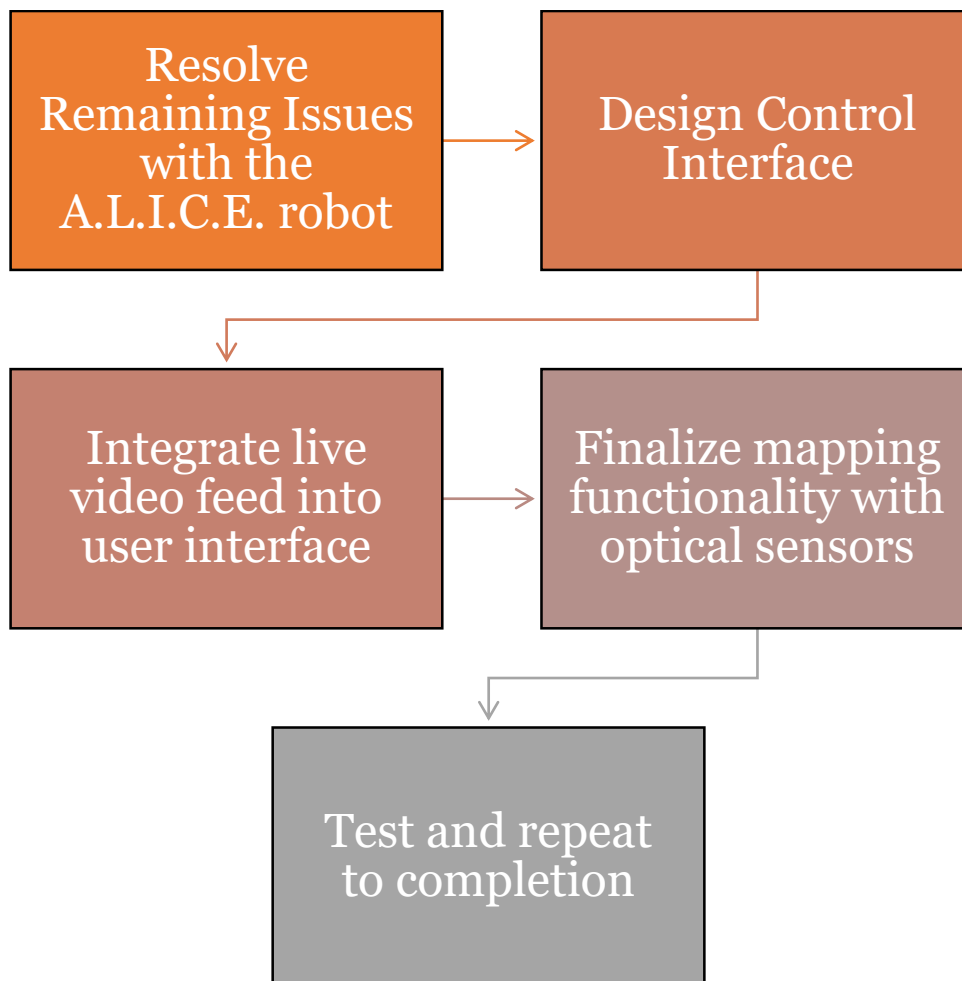 Resolve
Remaining Issues
with the
A.L.I.C.E. robot
Design Control
Interface
Integrate live
video feed into
user interface
Finalize mapping
functionality with
optical sensors
Test and repeat
to completion